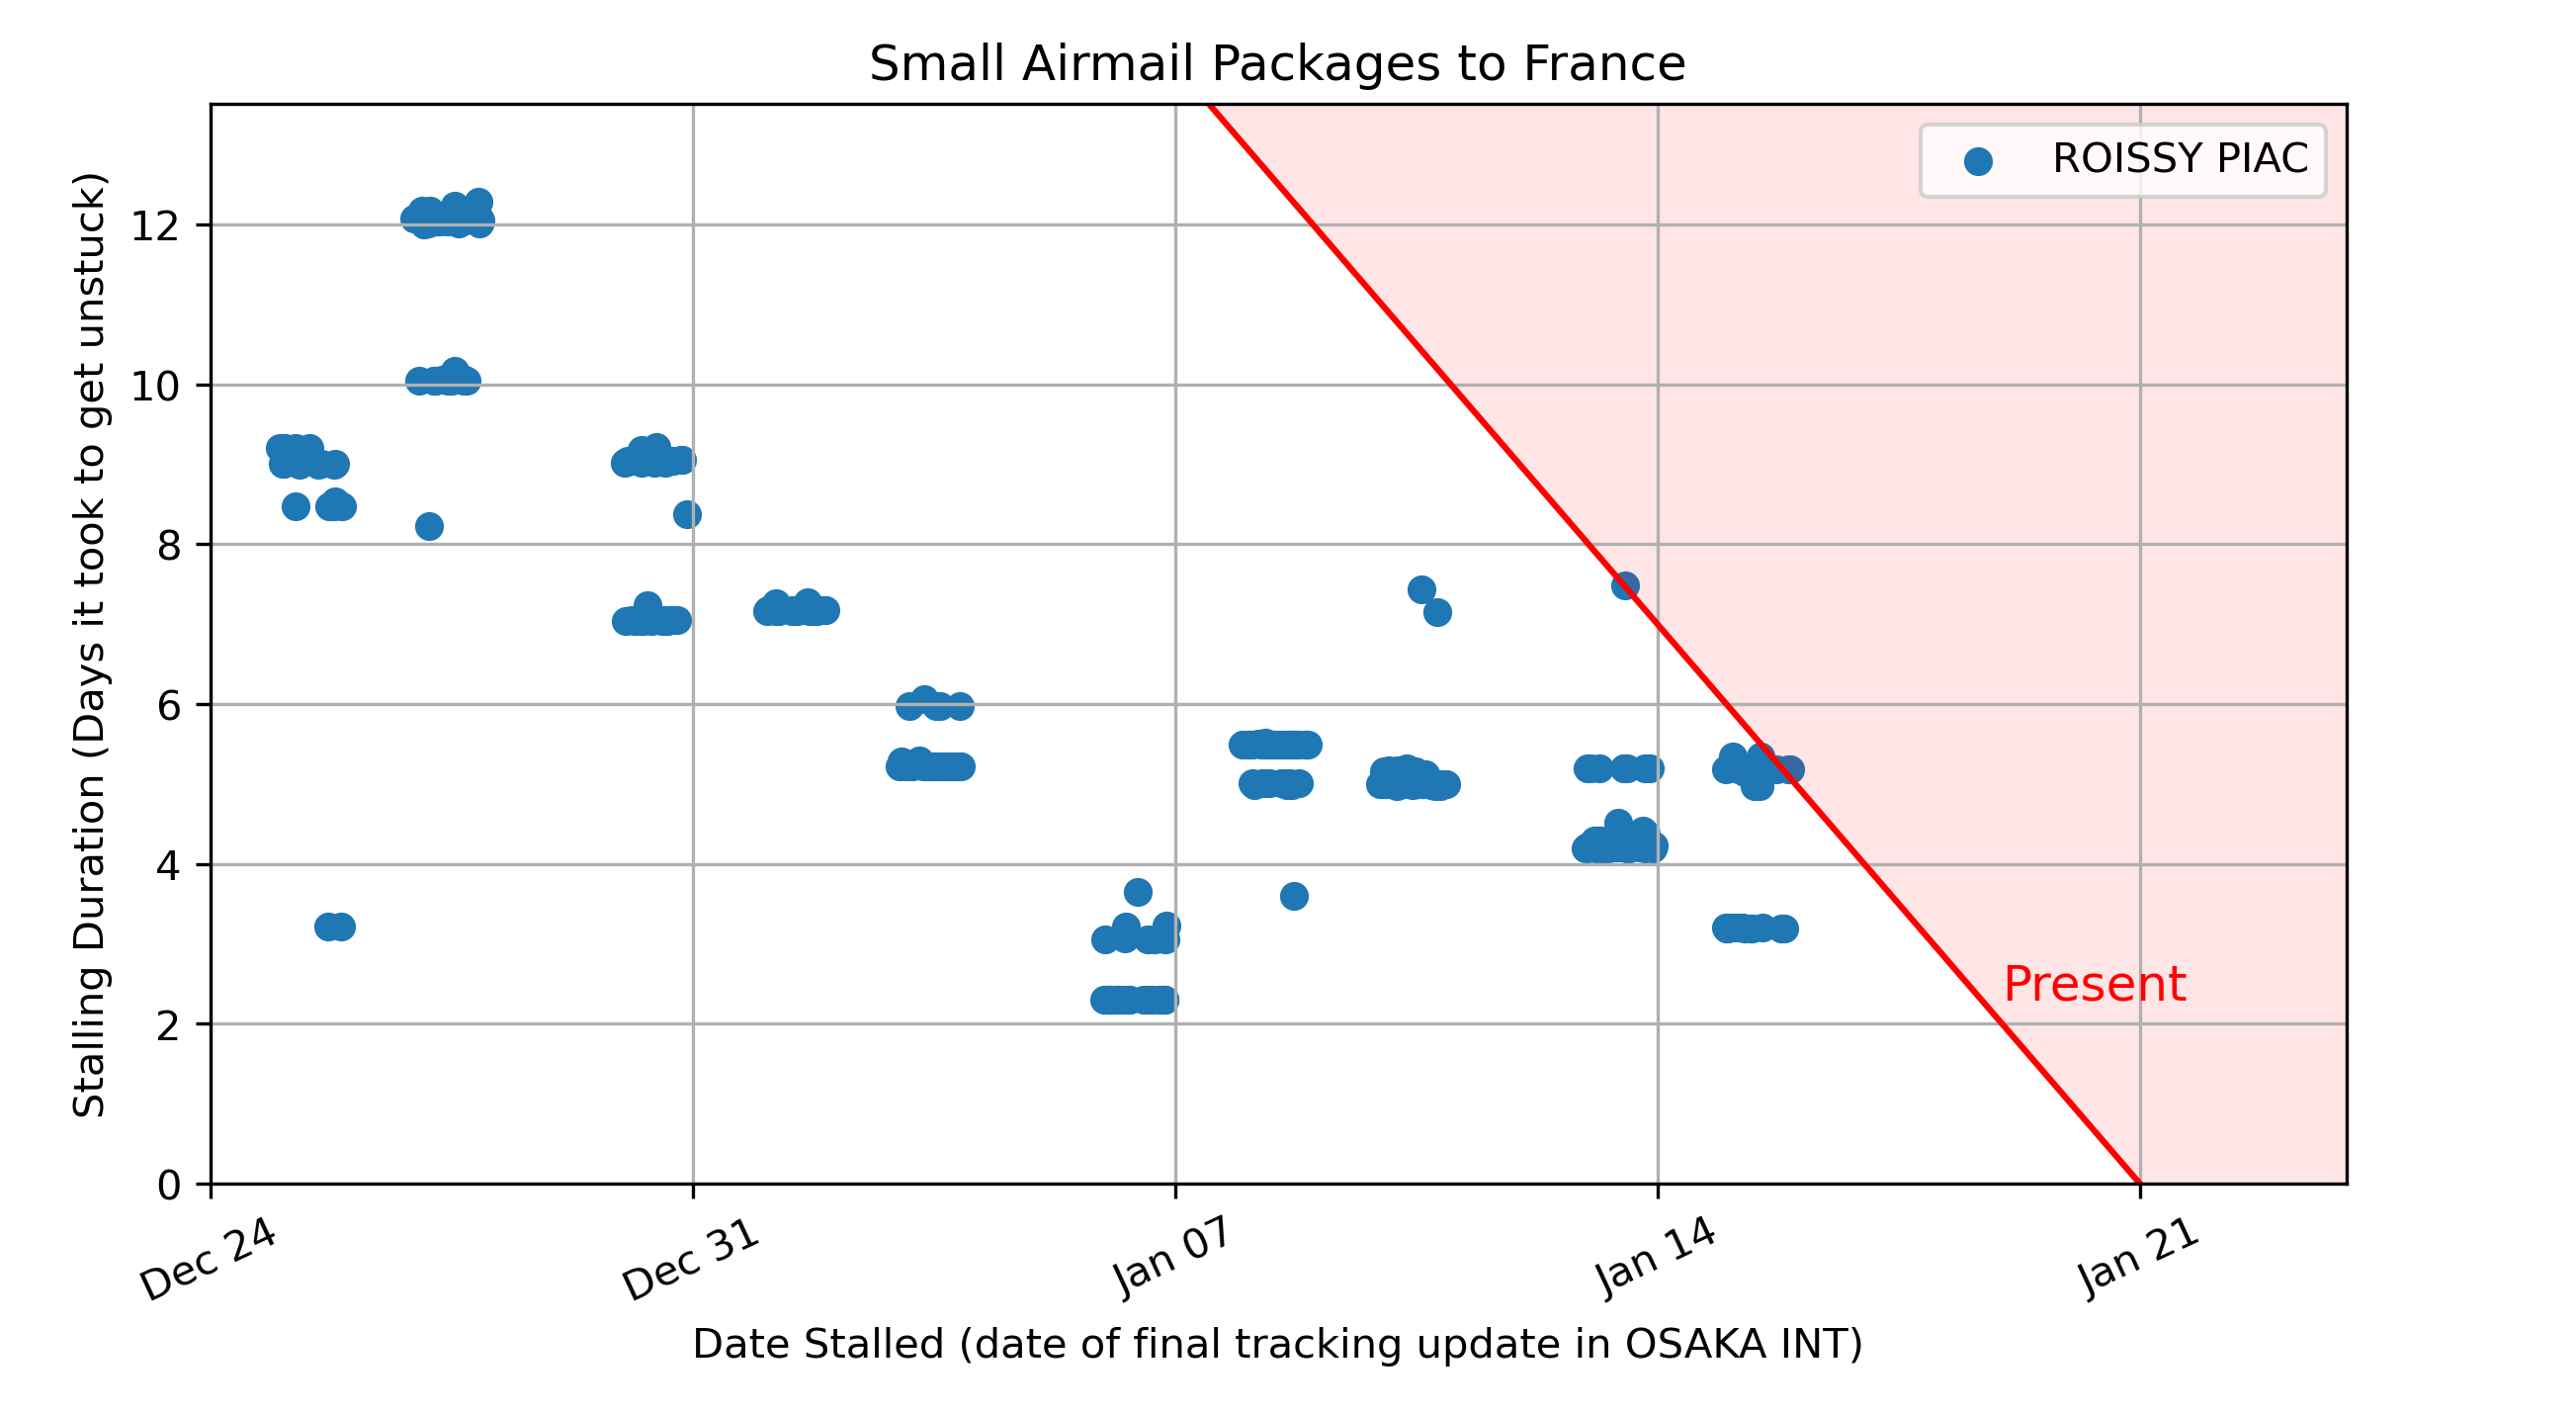 Small Airmail Packages to France
Stalling Duration (Days it took to get unstuck)
12
10
8
6
4
2
0
ROISSY PIAC
Present
Dec 24
Dec 31
Jan 07
Jan 14
Jan 21
Date Stalled (date of final tracking update in OSAKA INT)